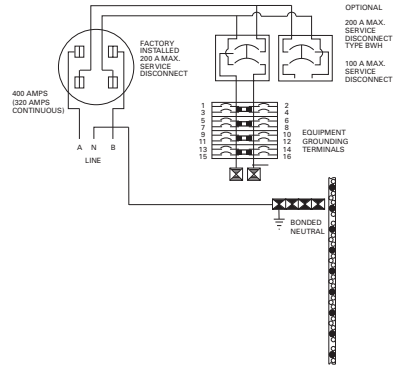 OPTIONAL
200 A MAX.
SERVICE
DISCONNECT
TYPE BWH
100 A MAX.
SERVICE
DISCONNECT
FACTORY
INSTALLED
200 A MAX.
SERVICE
DISCONNECT
400 AMPS
(320 AMPS
CONTINUOUS)
A N B
LINE
1 2
3 4
5 6
7 8
9 10
11 12
13 14
15 16
EQUIPMENT
GROUNDING
TERMINALS
BONDED
NEUTRAL